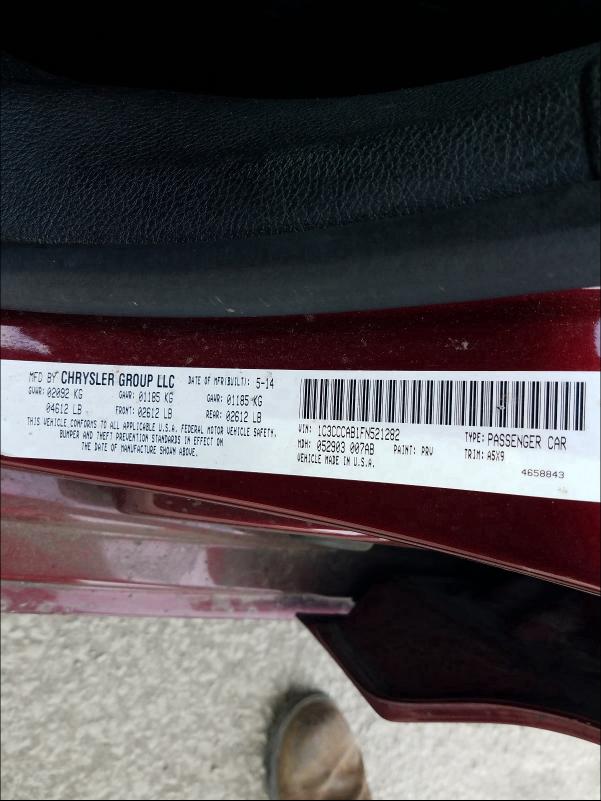 MFD BY CHRYSLER GROUP LLC DATE OF MFR(BUILT): 5-14
GVWR: 02092 KG GAWR: 01185 KG GAWR: 01185 KG
04612 LB FRONT: 02612 LB REAR: 02612 LB
THIS VEHICLE CONFORMS TO ALL APPLICABLE U.S.A. FEDERAL MOTOR VEHICLE SAFETY,
BUMPER AND THEFT PREVENTION STANDARDS IN EFFECT ON
THE DATE OF MANUFACTURE SHOWN ABOVE.
VIN: 1C3CCCAB1FN521282 TYPE: PASSENGER CAR
MDH: 052903 007AB PAINT: PRV TRIM: A5X9
VEHICLE MADE IN U.S.A.
4658843